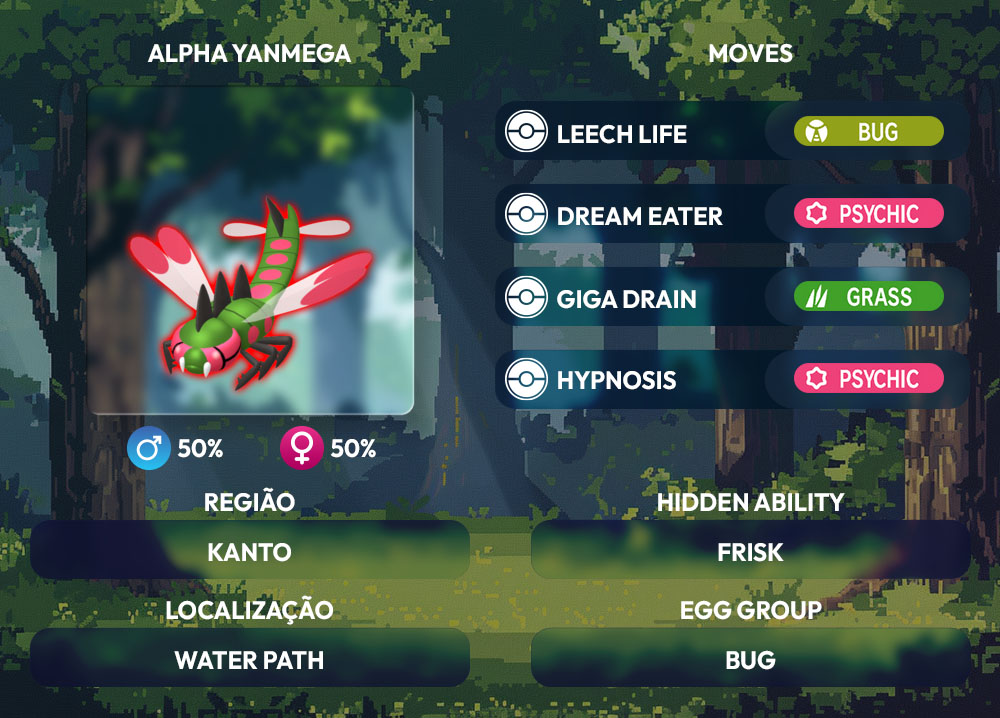 ALPHA YANMEGA
50%
50%
REGIÃO
KANTO
LOCALIZAÇÃO
WATER PATH
MOVES
LEECH LIFE
BUG
DREAM EATER
PSYCHIC
GIGA DRAIN
GRASS
HYPNOSIS
PSYCHIC
HIDDEN ABILITY
FRISK
EGG GROUP
BUG